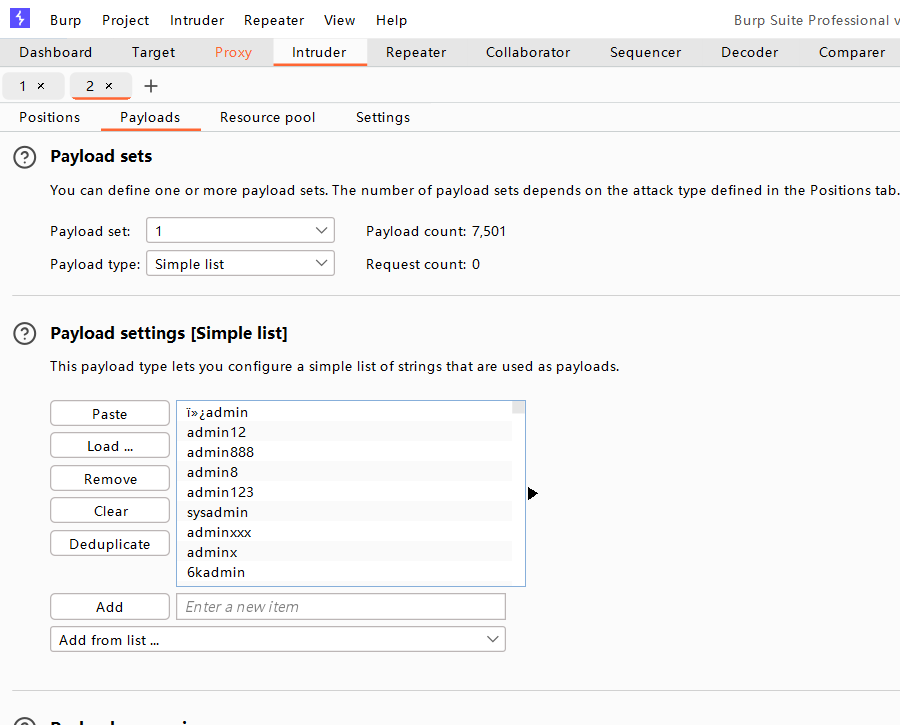 Burp Project Intruder Repeater View Help Burp Suite Professional v
Dashboard Target Proxy Intruder Repeater Collaborator Sequencer Decoder Comparer
1 × 2 × +
Positions Payloads Resource pool Settings
? Payload sets
You can define one or more payload sets. The number of payload sets depends on the attack type defined in the Positions tab.
Payload set: 1 Payload count: 7,501
Payload type: Simple list Request count: 0
? Payload settings [Simple list]
This payload type lets you configure a simple list of strings that are used as payloads.
Paste
Load ...
Remove
Clear
Deduplicate
ï»¿admin
admin12
admin888
admin8
admin123
sysadmin
adminxxx
adminx
6kadmin
Add Enter a new item
Add from list ...